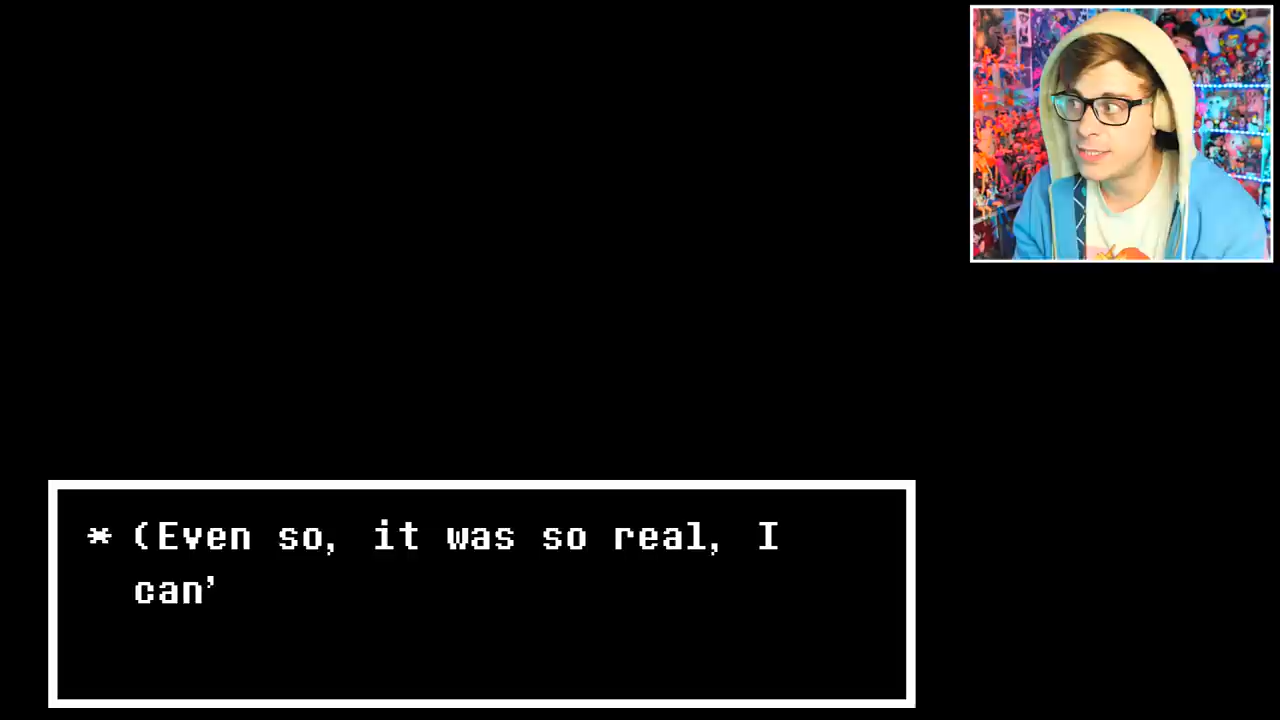 * (Even so, it was so real, I
can'